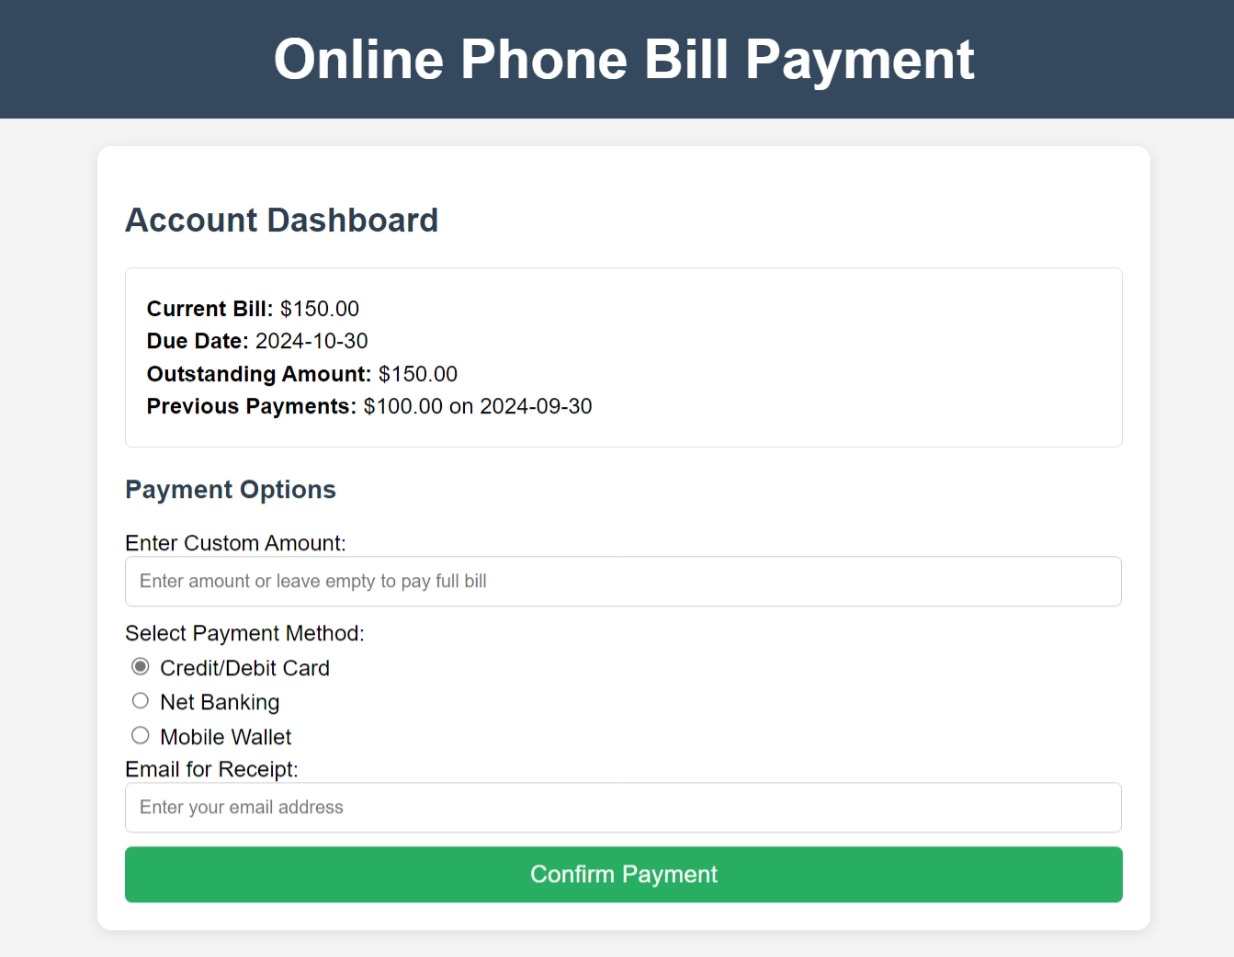 Online Phone Bill Payment
Account Dashboard
Current Bill: $150.00
Due Date: 2024-10-30
Outstanding Amount: $150.00
Previous Payments: $100.00 on 2024-09-30
Payment Options
Enter Custom Amount:
Enter amount or leave empty to pay full bill
Select Payment Method:
Credit/Debit Card
Net Banking
Mobile Wallet
Email for Receipt:
Enter your email address
Confirm Payment